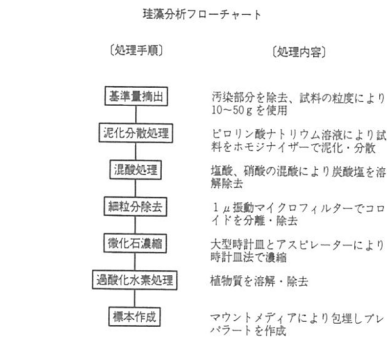 珪藻分析フローチャート
〔処理手順〕
〔処理内容〕
基準量摘出
汚染部分を除去、試料の粒度により
10~50gを使用
泥化分散処理
ピロリン酸ナトリウム溶液により試
料をホモジナイザーで泥化・分散
混酸処理
塩酸、硝酸の混酸により炭酸塩を溶
解除去
細粒分除去
1μ振動マイクロフィルターでコロ
イドを分離・除去
微化石濃縮
大型時計皿とアスピレーターにより
時計皿法で濃縮
過酸化水素処理
植物質を溶解・除去
標本作成
マウントメディアにより包埋しプレ
パラートを作成